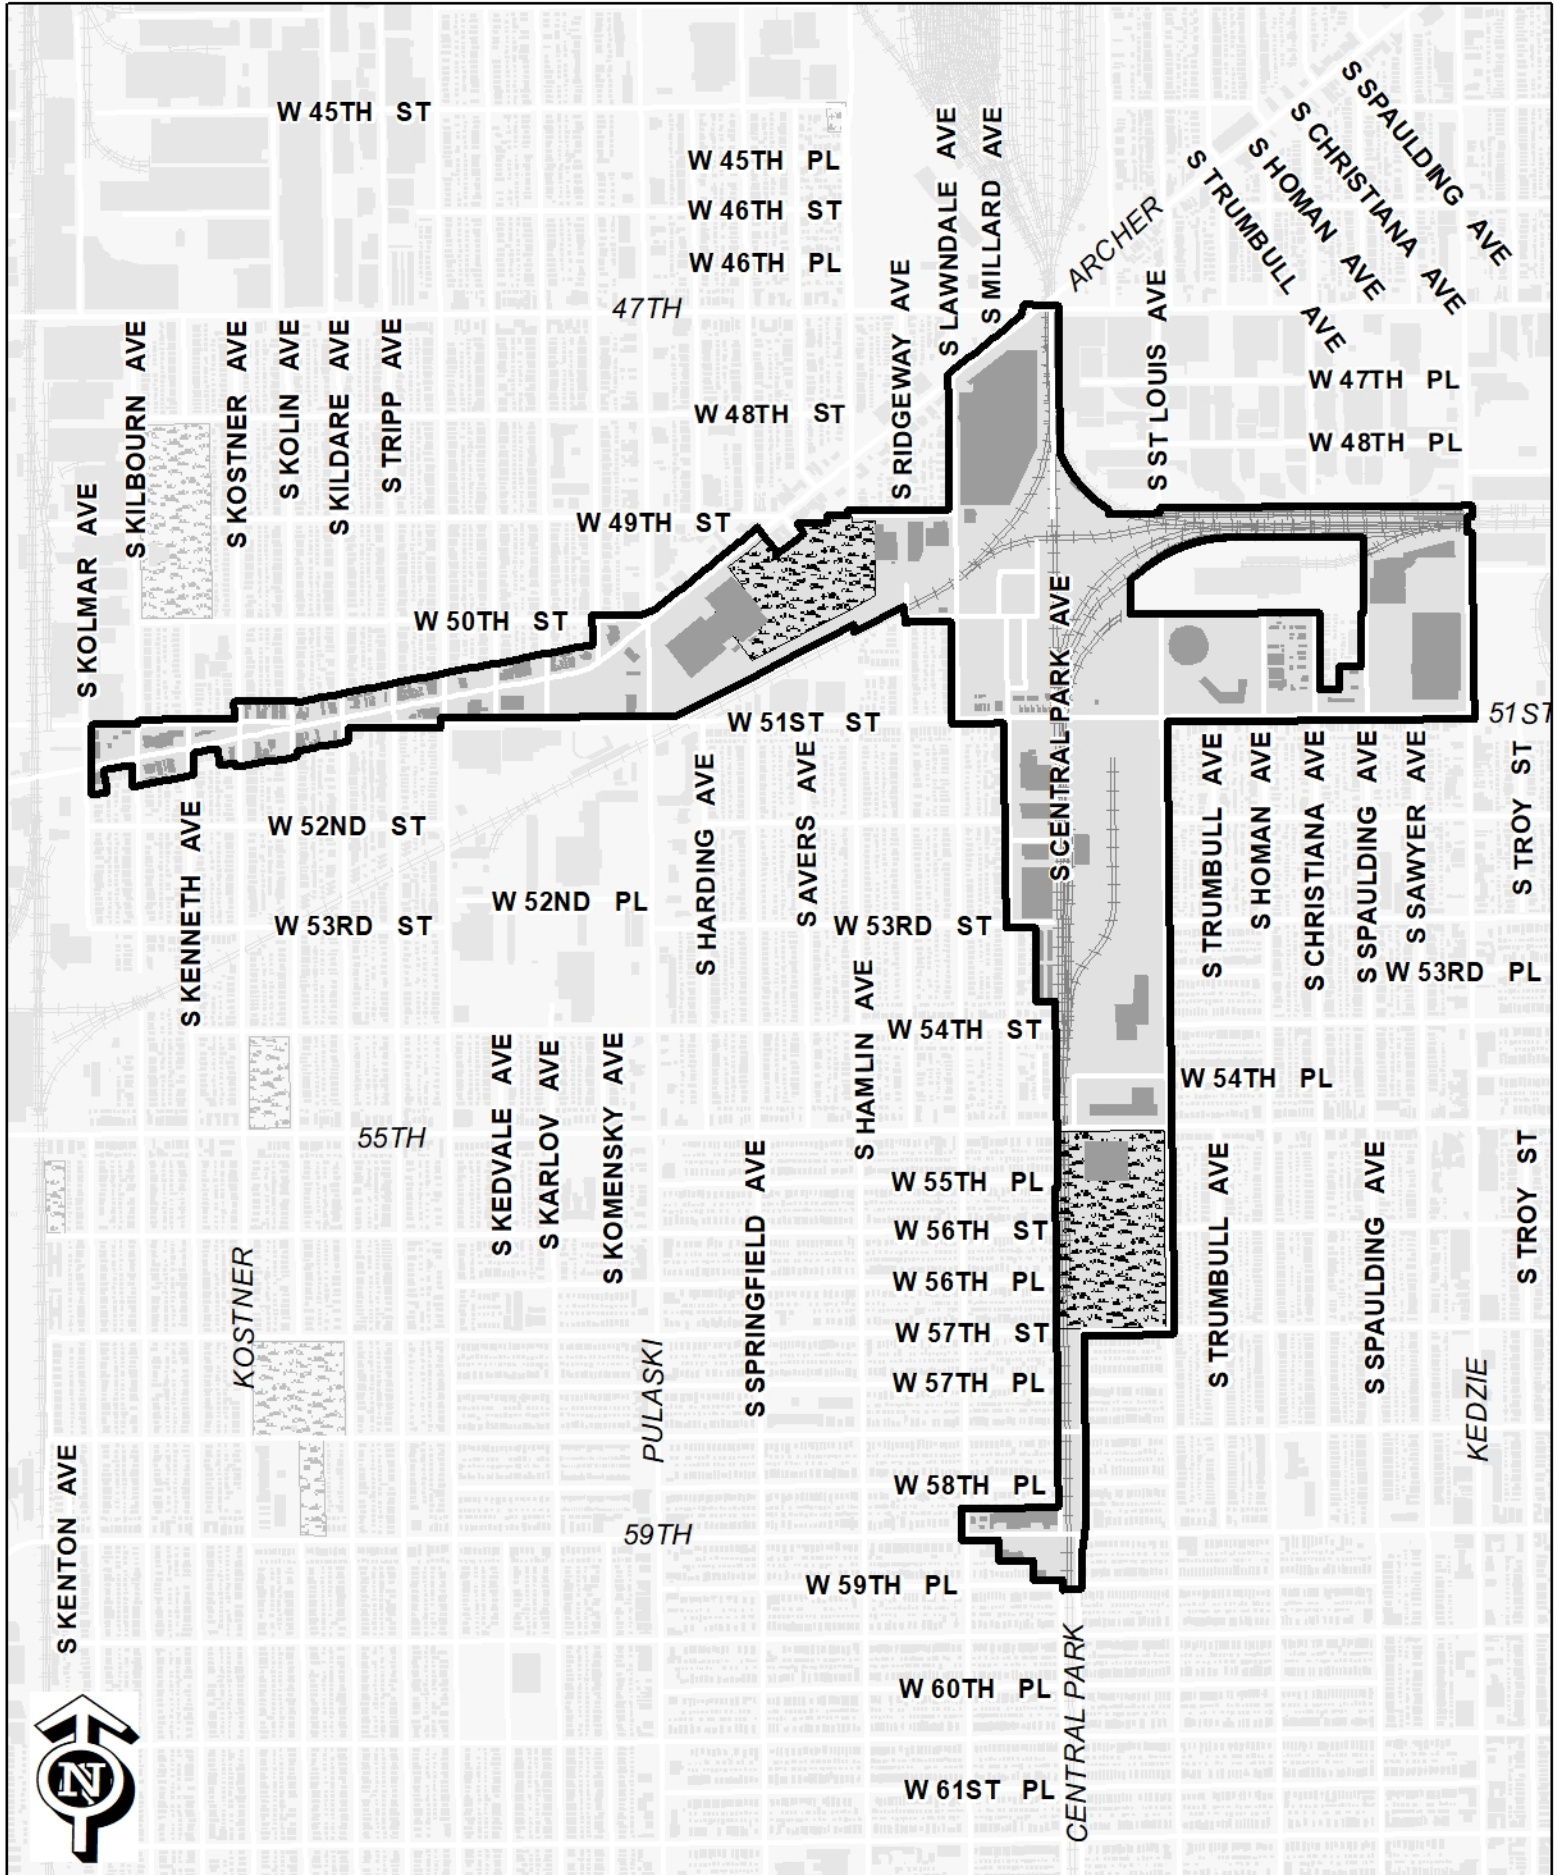 S SPAULDING AVE
S CHRISTIANA AVE
S HOMAN AVE
S TRUMBULL AVE
W 45TH ST
W 45TH PL
W 46TH ST
W 46TH PL
S LAWNDALE AVE
S MILLARD AVE
ARCHER
47TH
S RIDGEWAY AVE
S ST LOUIS AVE
S KILBOURN AVE
S KOSTNER AVE
S KOLIN AVE
S KILDARE AVE
S TRIPP AVE
W 47TH PL
W 48TH ST
W 48TH PL
S KOLMAR AVE
W 49TH ST
W 50TH ST
S CENTRAL PARK AVE
W 51ST ST
51ST
S KENNETH AVE
W 52ND ST
W 52ND PL
W 53RD ST
S HARDING AVE
S AVERS AVE
W 53RD ST
S TRUMBULL AVE
S HOMAN AVE
S CHRISTIANA AVE
S SPAULDING AVE
S SAWYER AVE
S TROY ST
W 53RD PL
S HAMLIN AVE
W 54TH ST
W 54TH PL
S KEDVALE AVE
S KARLOV AVE
S KOMENSKY AVE
55TH
S SPRINGFIELD AVE
W 55TH PL
W 56TH ST
W 56TH PL
W 57TH ST
W 57TH PL
S TRUMBULL AVE
S SPAULDING AVE
S TROY ST
KOSTNER
PULASKI
KEDZIE
W 58TH PL
S KENTON AVE
59TH
W 59TH PL
W 60TH PL
CENTRAL PARK
W 61ST PL
N